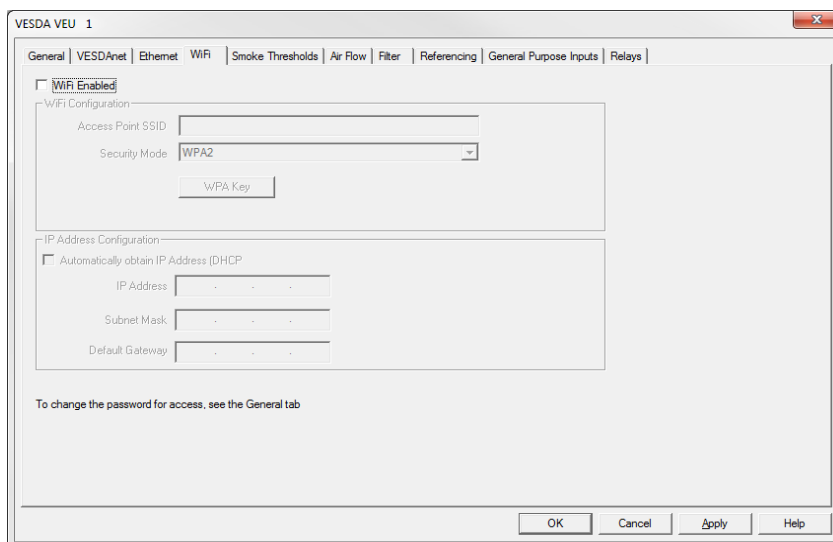 VESDA VEU 1
General VESDAnet Ethernet WiFi Smoke Thresholds Air Flow Filter Referencing General Purpose Inputs Relays
WiFi Enabled
WiFi Configuration
Access Point SSID
Security Mode WPA2
WPA Key
IP Address Configuration
Automatically obtain IP Address (DHCP
IP Address . . .
Subnet Mask . . .
Default Gateway . . .
To change the password for access, see the General tab
OK Cancel Apply Help